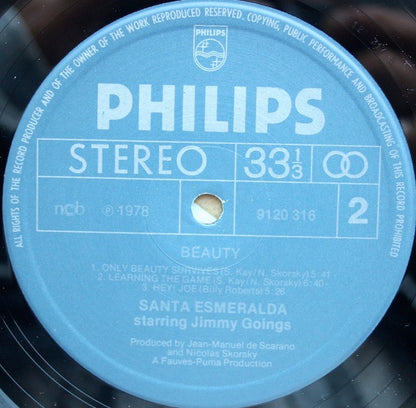 ALL RIGHTS OF THE RECORD PRODUCER AND OF THE OWNER OF THE WORK REPRODUCED RESERVED. COPYING, PUBLIC PERFORMANCE AND BROADCASTING OF THIS RECORD PROHIBITED
PHILIPS
PHILIPS
STEREO 33 1/3
ncb ℗ 1978 9120 316 2
BEAUTY
1. ONLY BEAUTY SURVIVES (S. Kay/N. Skorsky) 5:41
2. LEARNING THE GAME (S. Kay/N. Skorsky) 6:40
3. HEY! JOE (Billy Roberts) 5:26
SANTA ESMERALDA
starring Jimmy Goings
Produced by Jean-Manuel de Scarano
and Nicolas Skorsky
A Fauves-Puma Production